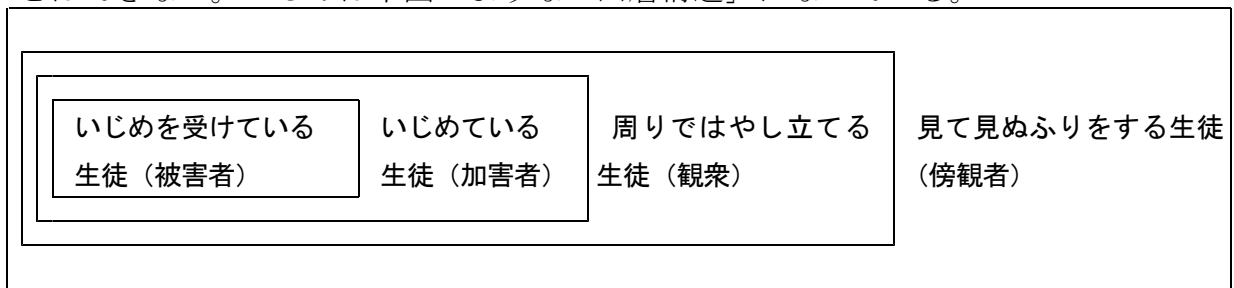 いじめを受けている いじめている 周りではやし立てる 見て見ぬふりをする生徒
生徒（被害者） 生徒（加害者） 生徒（観衆） （傍観者）